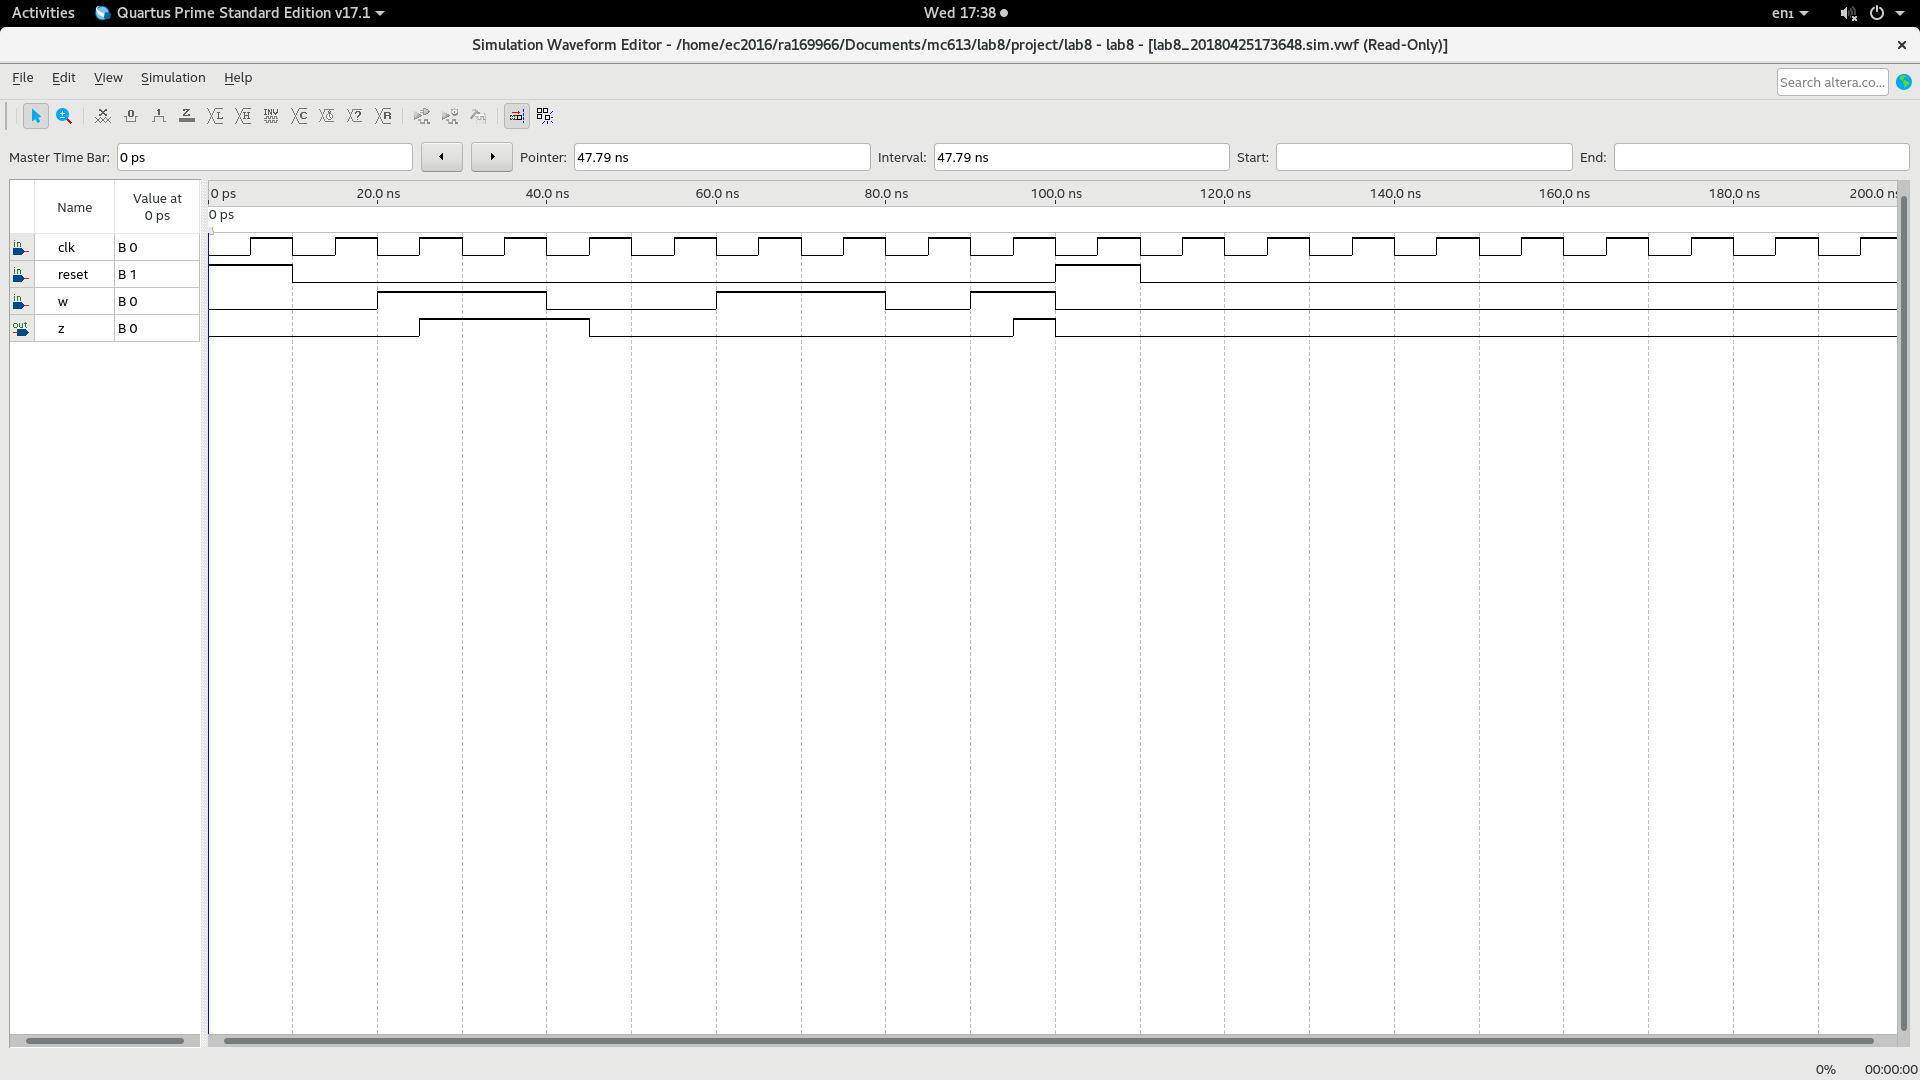 Activities Quartus Prime Standard Edition v17.1 Wed 17:38 en₁
Simulation Waveform Editor - /home/ec2016/ra169966/Documents/mc613/lab8/project/lab8 - lab8 - [lab8_20180425173648.sim.vwf (Read-Only)]
File Edit View Simulation Help
Search altera.co...
Master Time Bar: 0 ps Pointer: 47.79 ns Interval: 47.79 ns Start: End:
Name Value at 0 ps
0 ps 20.0 ns 40.0 ns 60.0 ns 80.0 ns 100.0 ns 120.0 ns 140.0 ns 160.0 ns 180.0 ns 200.0 ns
0 ps
in clk B 0
in reset B 1
in w B 0
out z B 0
0% 00:00:00